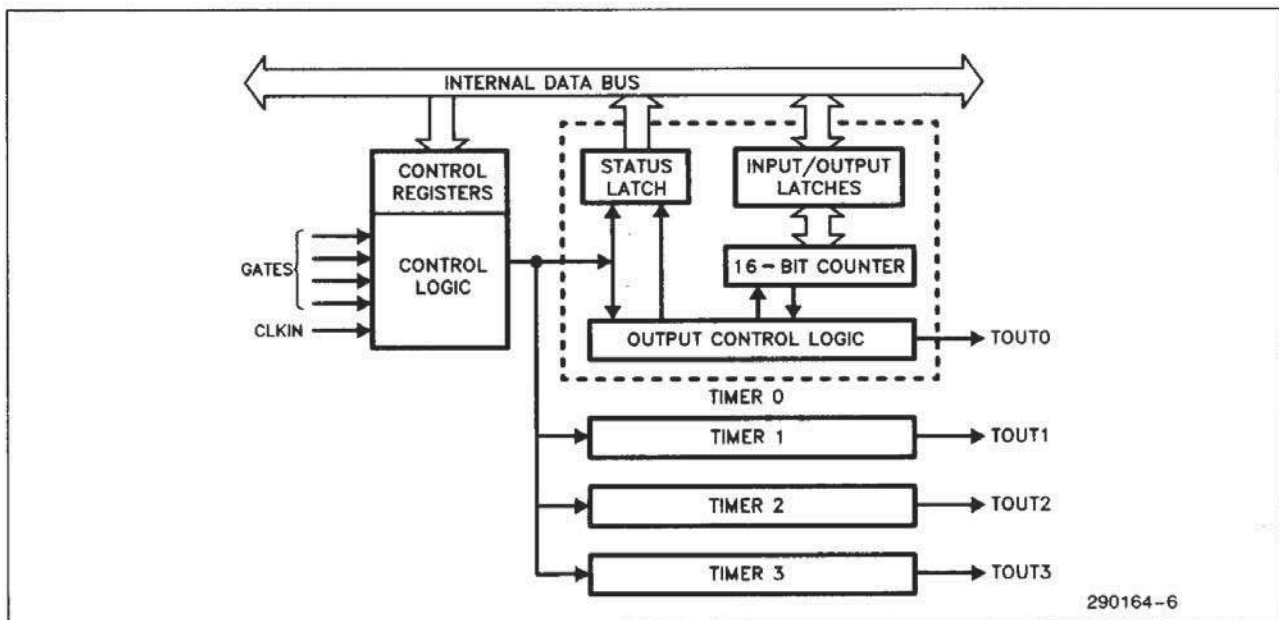 INTERNAL DATA BUS
CONTROL
REGISTERS
CONTROL
LOGIC
GATES
CLKIN
STATUS
LATCH
INPUT/OUTPUT
LATCHES
16-BIT COUNTER
OUTPUT CONTROL LOGIC
TOUT0
TIMER 0
TIMER 1
TOUT1
TIMER 2
TOUT2
TIMER 3
TOUT3
290164-6